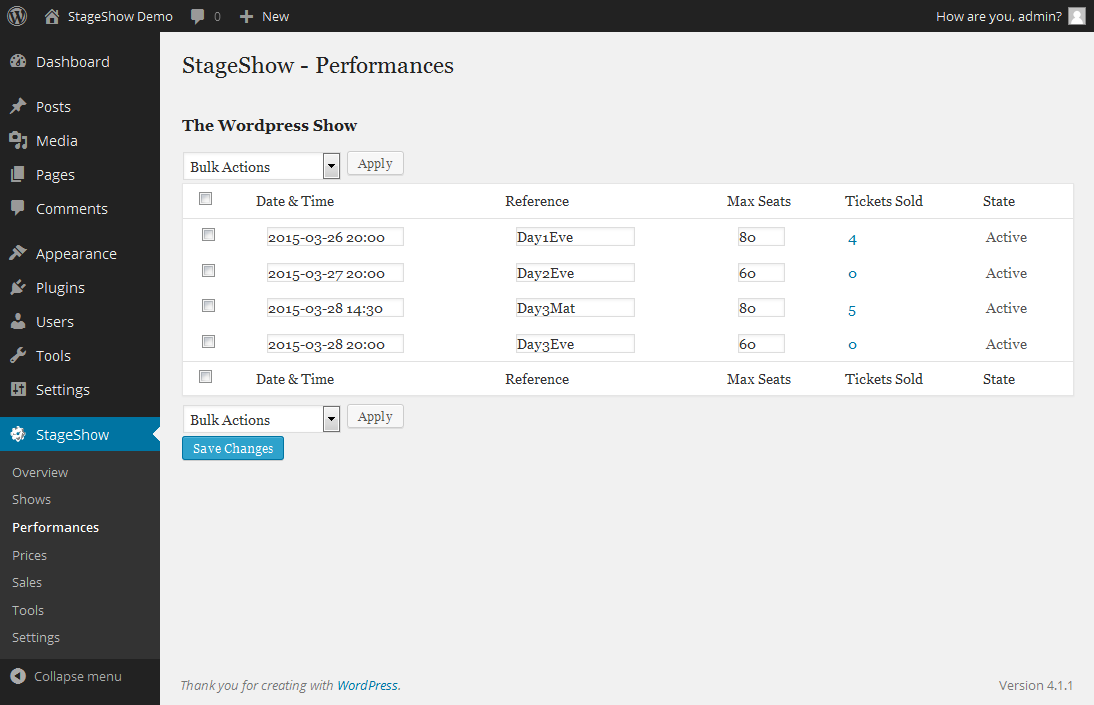 StageShow Demo 0 New How are you, admin?
Dashboard
Posts
Media
Pages
Comments
Appearance
Plugins
Users
Tools
Settings
StageShow
Overview
Shows
Performances
Prices
Sales
Tools
Settings
Collapse menu
StageShow - Performances
The Wordpress Show
Bulk Actions Apply
Date & Time Reference Max Seats Tickets Sold State
2015-03-26 20:00 Day1Eve 80 4 Active
2015-03-27 20:00 Day2Eve 60 0 Active
2015-03-28 14:30 Day3Mat 80 5 Active
2015-03-28 20:00 Day3Eve 60 0 Active
Date & Time Reference Max Seats Tickets Sold State
Bulk Actions Apply
Save Changes
Thank you for creating with WordPress. Version 4.1.1